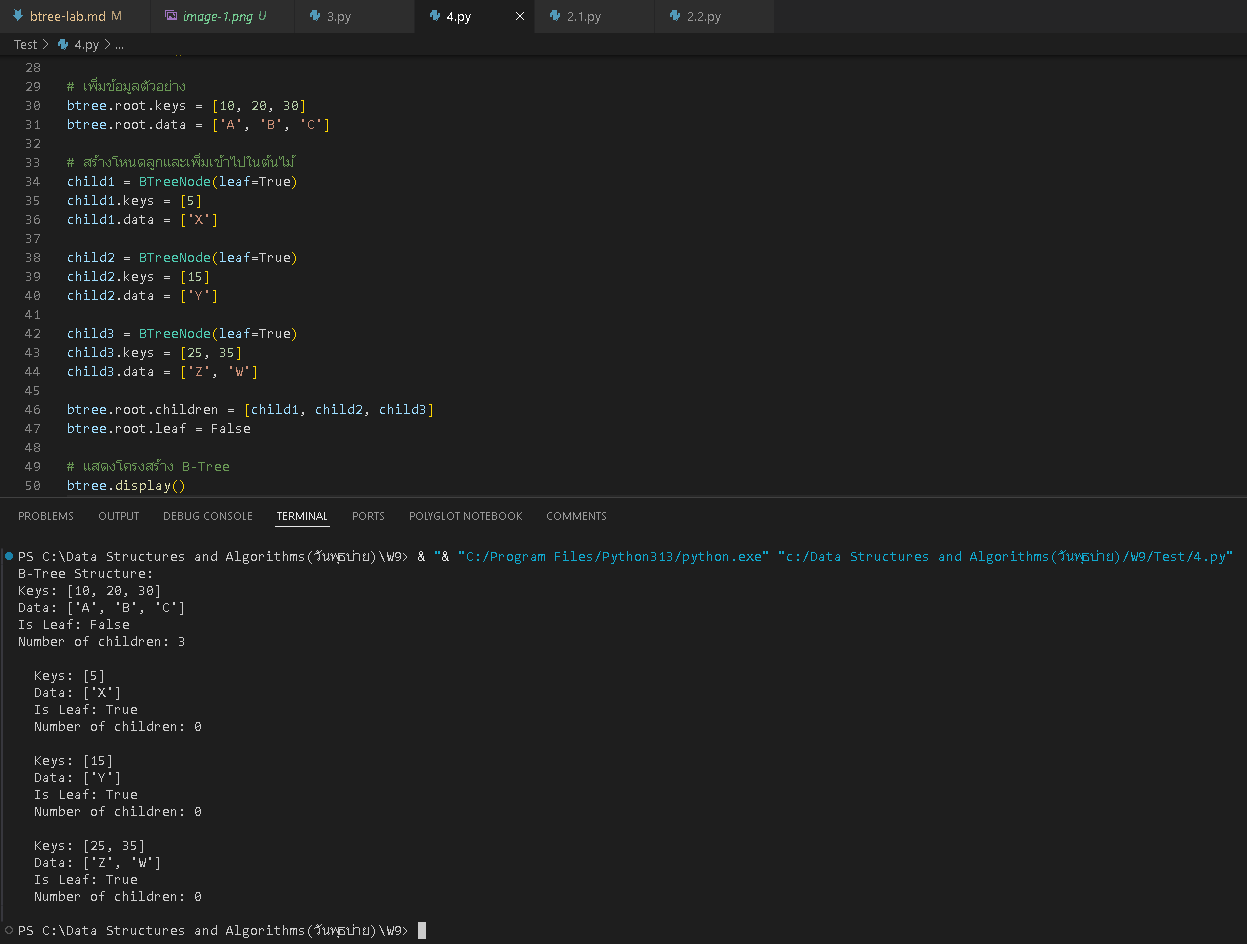 btree-lab.md M image-1.png U 3.py 4.py 2.1.py 2.2.py
Test > 4.py > ...
28
29 # เพิ่มข้อมูลตัวอย่าง
30 btree.root.keys = [10, 20, 30]
31 btree.root.data = ['A', 'B', 'C']
32
33 # สร้างโหนดลูกและเพิ่มเข้าไปในต้นไม้
34 child1 = BTreeNode(leaf=True)
35 child1.keys = [5]
36 child1.data = ['X']
37
38 child2 = BTreeNode(leaf=True)
39 child2.keys = [15]
40 child2.data = ['Y']
41
42 child3 = BTreeNode(leaf=True)
43 child3.keys = [25, 35]
44 child3.data = ['Z', 'W']
45
46 btree.root.children = [child1, child2, child3]
47 btree.root.leaf = False
48
49 # แสดงโครงสร้าง B-Tree
50 btree.display()
PROBLEMS OUTPUT DEBUG CONSOLE TERMINAL PORTS POLYGLOT NOTEBOOK COMMENTS
PS C:\Data Structures and Algorithms(วันพุธบ่าย)\W9> & "& "C:/Program Files/Python313/python.exe" "c:/Data Structures and Algorithms(วันพุธบ่าย)/W9/Test/4.py"
B-Tree Structure:
Keys: [10, 20, 30]
Data: ['A', 'B', 'C']
Is Leaf: False
Number of children: 3
Keys: [5]
Data: ['X']
Is Leaf: True
Number of children: 0
Keys: [15]
Data: ['Y']
Is Leaf: True
Number of children: 0
Keys: [25, 35]
Data: ['Z', 'W']
Is Leaf: True
Number of children: 0
PS C:\Data Structures and Algorithms(วันพุธบ่าย)\W9>